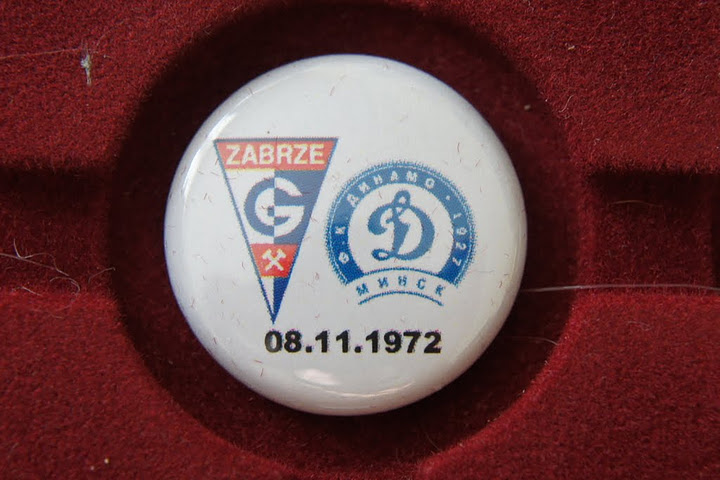 ZABRZE
G
Ф. К. ДИНАМО • 1927
Д
МИНСК
08.11.1972